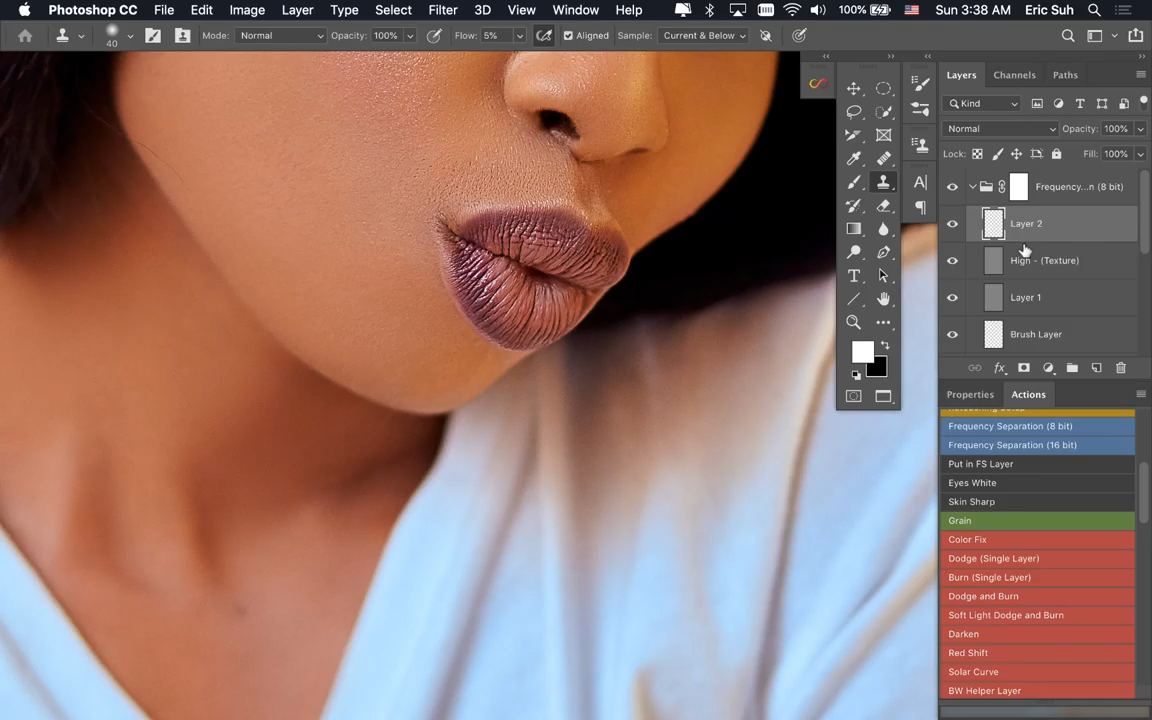 Photoshop CC File Edit Image Layer Type Select Filter 3D View Window Help 100% Sun 3:38 AM Eric Suh
40 Mode: Normal Opacity: 100% Flow: 5% Aligned Sample: Current & Below
Layers Channels Paths
Kind
Normal Opacity: 100%
Lock: Fill: 100%
Frequency...n (8 bit)
Layer 2
High - (Texture)
Layer 1
Brush Layer
Properties Actions
Frequency Separation (8 bit)
Frequency Separation (16 bit)
Put in FS Layer
Eyes White
Skin Sharp
Grain
Color Fix
Dodge (Single Layer)
Burn (Single Layer)
Dodge and Burn
Soft Light Dodge and Burn
Darken
Red Shift
Solar Curve
BW Helper Layer